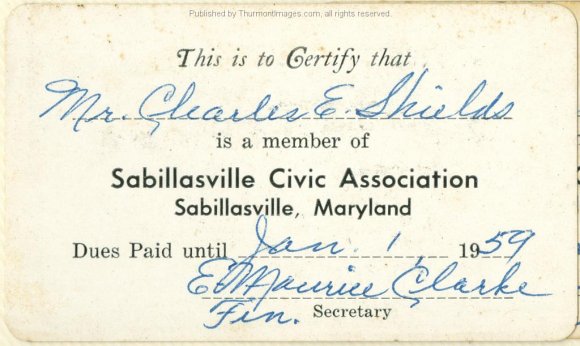 Published by ThurmontImages.com, all rights reserved.
This is to Certify that
Mr. Charles E. Shields
is a member of
Sabillasville Civic Association
Sabillasville, Maryland
Dues Paid until Jan. 1, 1959
E Maurice Clarke
Fin. Secretary